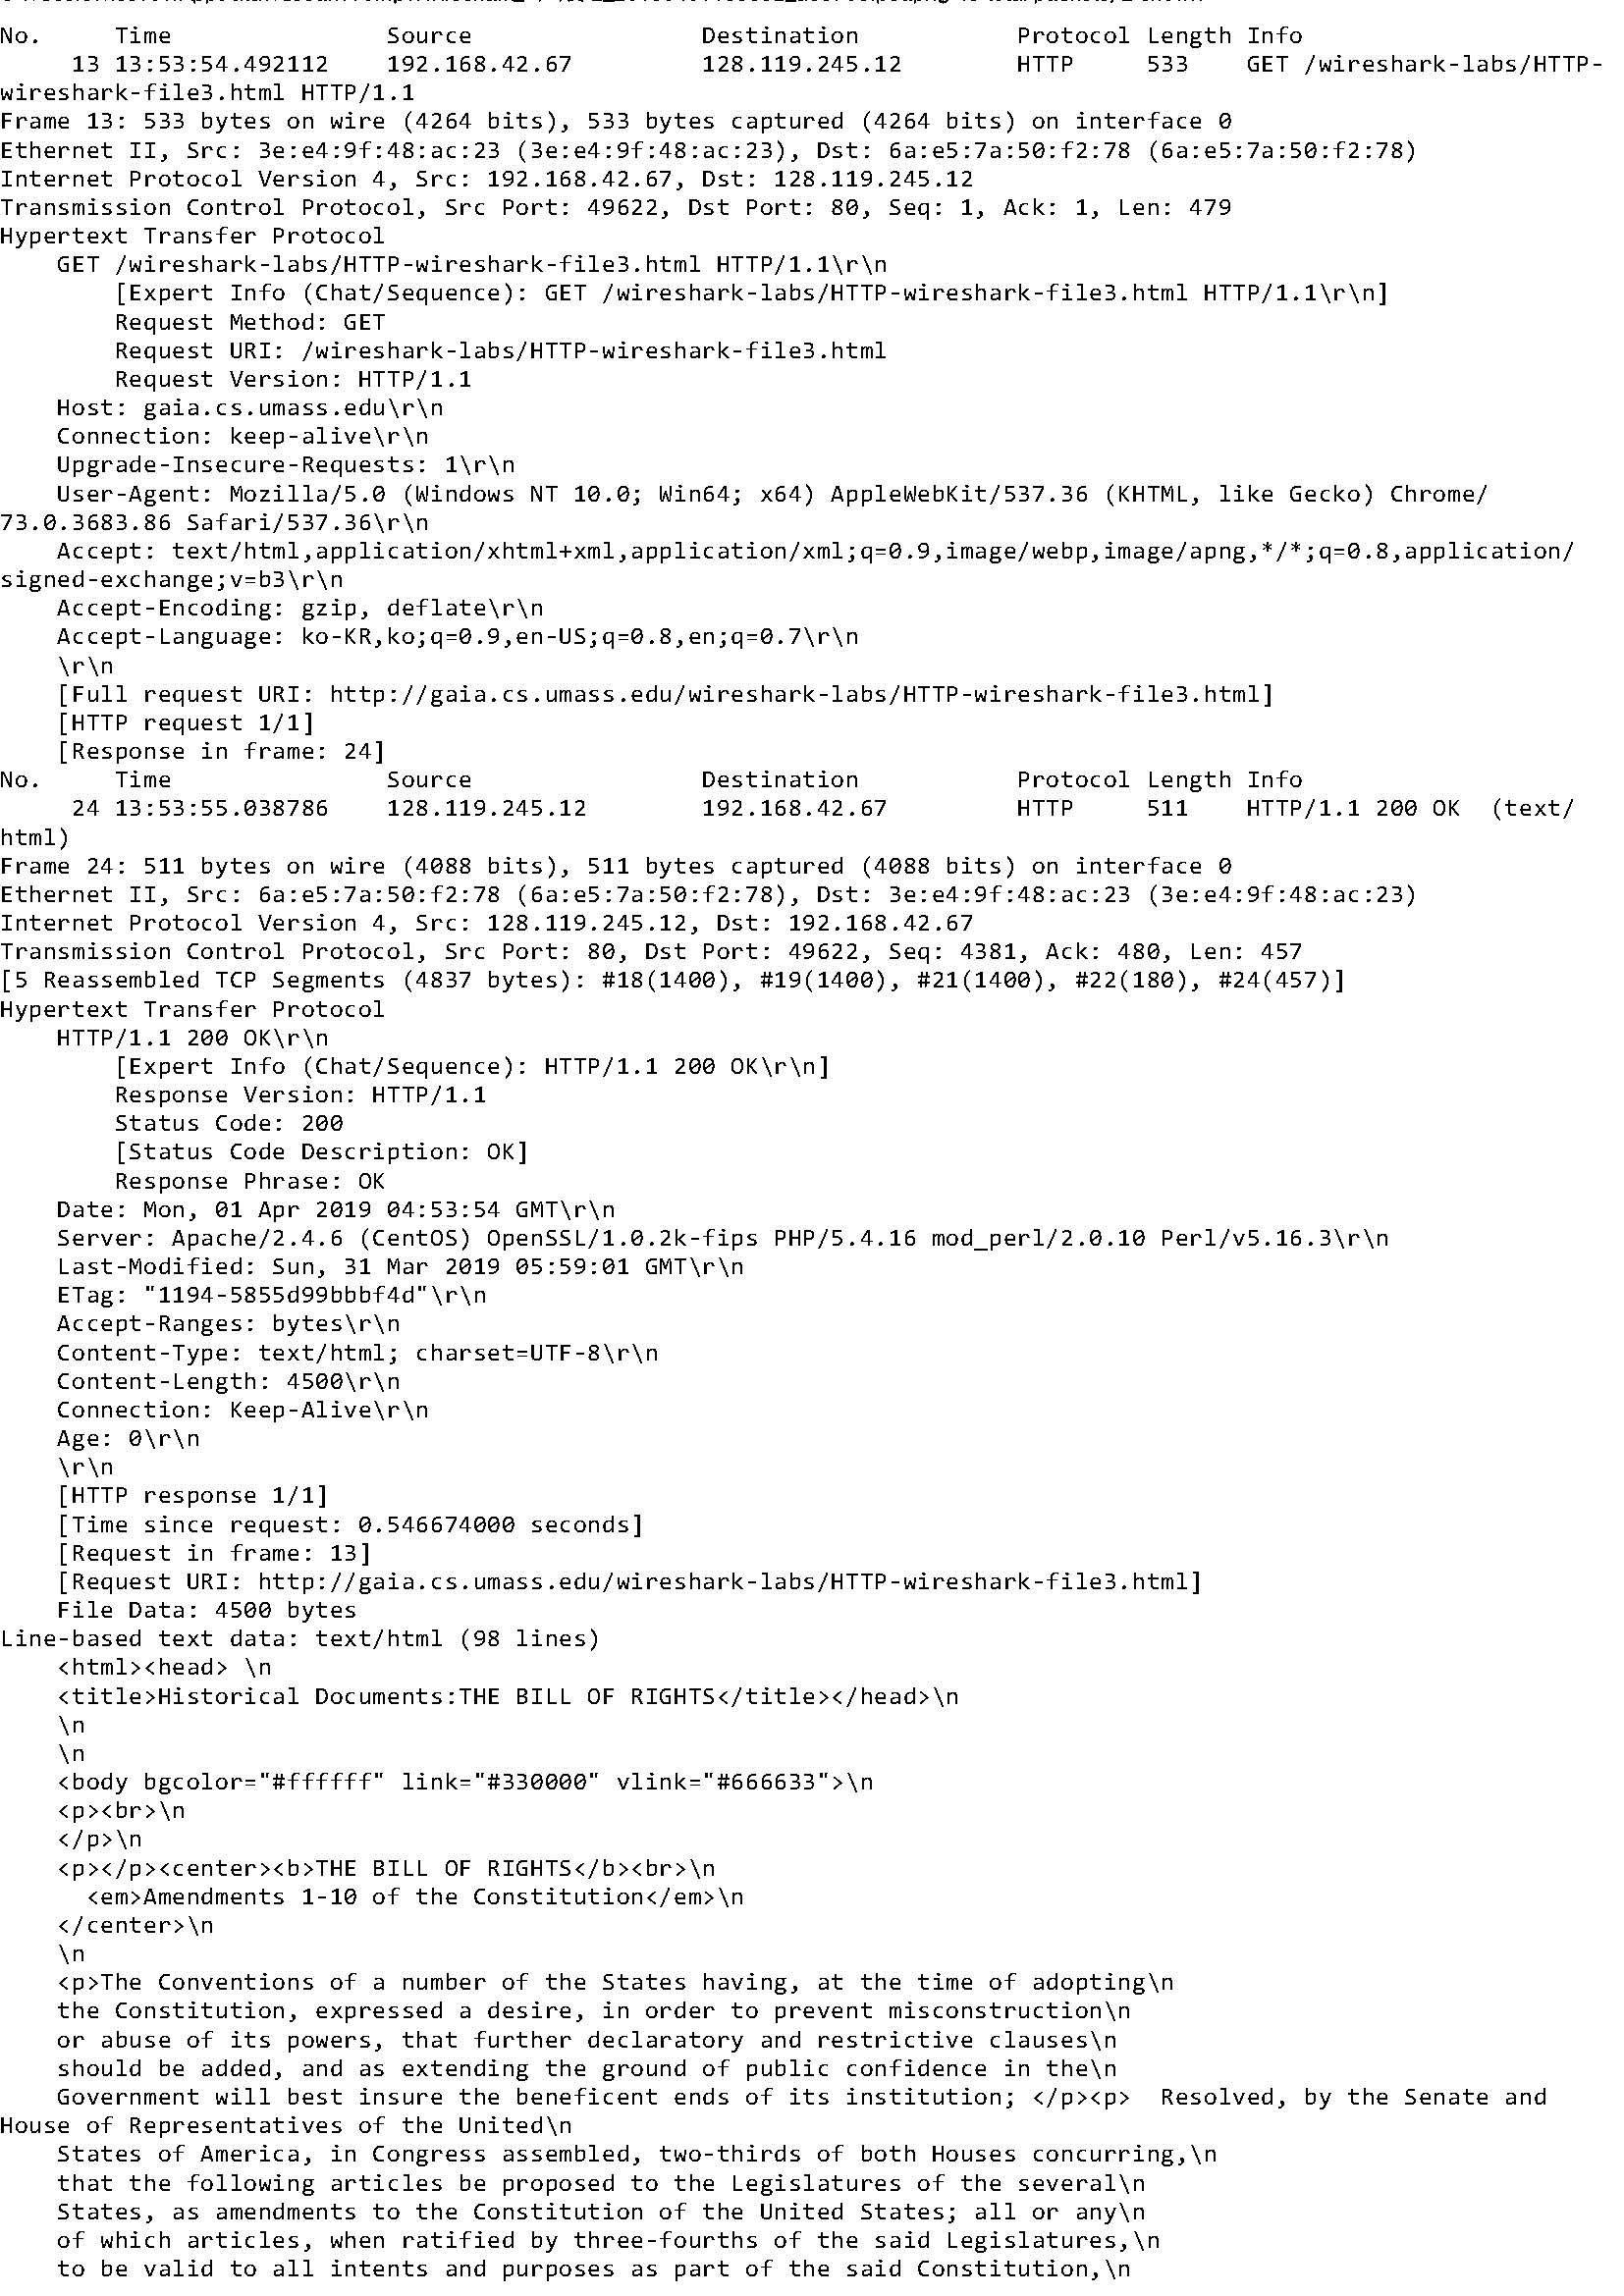 No.     Time               Source                Destination           Protocol Length Info
     13 13:53:54.492112    192.168.42.67         128.119.245.12        HTTP     533    GET /wireshark-labs/HTTP-
wireshark-file3.html HTTP/1.1
Frame 13: 533 bytes on wire (4264 bits), 533 bytes captured (4264 bits) on interface 0
Ethernet II, Src: 3e:e4:9f:48:ac:23 (3e:e4:9f:48:ac:23), Dst: 6a:e5:7a:50:f2:78 (6a:e5:7a:50:f2:78)
Internet Protocol Version 4, Src: 192.168.42.67, Dst: 128.119.245.12
Transmission Control Protocol, Src Port: 49622, Dst Port: 80, Seq: 1, Ack: 1, Len: 479
Hypertext Transfer Protocol
    GET /wireshark-labs/HTTP-wireshark-file3.html HTTP/1.1\r\n
        [Expert Info (Chat/Sequence): GET /wireshark-labs/HTTP-wireshark-file3.html HTTP/1.1\r\n]
        Request Method: GET
        Request URI: /wireshark-labs/HTTP-wireshark-file3.html
        Request Version: HTTP/1.1
    Host: gaia.cs.umass.edu\r\n
    Connection: keep-alive\r\n
    Upgrade-Insecure-Requests: 1\r\n
    User-Agent: Mozilla/5.0 (Windows NT 10.0; Win64; x64) AppleWebKit/537.36 (KHTML, like Gecko) Chrome/
73.0.3683.86 Safari/537.36\r\n
    Accept: text/html,application/xhtml+xml,application/xml;q=0.9,image/webp,image/apng,*/*;q=0.8,application/
signed-exchange;v=b3\r\n
    Accept-Encoding: gzip, deflate\r\n
    Accept-Language: ko-KR,ko;q=0.9,en-US;q=0.8,en;q=0.7\r\n
    \r\n
    [Full request URI: http://gaia.cs.umass.edu/wireshark-labs/HTTP-wireshark-file3.html]
    [HTTP request 1/1]
    [Response in frame: 24]
No.     Time               Source                Destination           Protocol Length Info
     24 13:53:55.038786    128.119.245.12        192.168.42.67         HTTP     511    HTTP/1.1 200 OK  (text/
html)
Frame 24: 511 bytes on wire (4088 bits), 511 bytes captured (4088 bits) on interface 0
Ethernet II, Src: 6a:e5:7a:50:f2:78 (6a:e5:7a:50:f2:78), Dst: 3e:e4:9f:48:ac:23 (3e:e4:9f:48:ac:23)
Internet Protocol Version 4, Src: 128.119.245.12, Dst: 192.168.42.67
Transmission Control Protocol, Src Port: 80, Dst Port: 49622, Seq: 4381, Ack: 480, Len: 457
[5 Reassembled TCP Segments (4837 bytes): #18(1400), #19(1400), #21(1400), #22(180), #24(457)]
Hypertext Transfer Protocol
    HTTP/1.1 200 OK\r\n
        [Expert Info (Chat/Sequence): HTTP/1.1 200 OK\r\n]
        Response Version: HTTP/1.1
        Status Code: 200
        [Status Code Description: OK]
        Response Phrase: OK
    Date: Mon, 01 Apr 2019 04:53:54 GMT\r\n
    Server: Apache/2.4.6 (CentOS) OpenSSL/1.0.2k-fips PHP/5.4.16 mod_perl/2.0.10 Perl/v5.16.3\r\n
    Last-Modified: Sun, 31 Mar 2019 05:59:01 GMT\r\n
    ETag: "1194-5855d99bbbf4d"\r\n
    Accept-Ranges: bytes\r\n
    Content-Type: text/html; charset=UTF-8\r\n
    Content-Length: 4500\r\n
    Connection: Keep-Alive\r\n
    Age: 0\r\n
    \r\n
    [HTTP response 1/1]
    [Time since request: 0.546674000 seconds]
    [Request in frame: 13]
    [Request URI: http://gaia.cs.umass.edu/wireshark-labs/HTTP-wireshark-file3.html]
    File Data: 4500 bytes
Line-based text data: text/html (98 lines)
    <html><head> \n
    <title>Historical Documents:THE BILL OF RIGHTS</title></head>\n
    \n
    \n
    <body bgcolor="#ffffff" link="#330000" vlink="#666633">\n
    <p><br>\n
    </p>\n
    <p></p><center><b>THE BILL OF RIGHTS</b><br>\n
      <em>Amendments 1-10 of the Constitution</em>\n
    </center>\n
    \n
    <p>The Conventions of a number of the States having, at the time of adopting\n
    the Constitution, expressed a desire, in order to prevent misconstruction\n
    or abuse of its powers, that further declaratory and restrictive clauses\n
    should be added, and as extending the ground of public confidence in the\n
    Government will best insure the beneficent ends of its institution; </p><p>  Resolved, by the Senate and
House of Representatives of the United\n
    States of America, in Congress assembled, two-thirds of both Houses concurring,\n
    that the following articles be proposed to the Legislatures of the several\n
    States, as amendments to the Constitution of the United States; all or any\n
    of which articles, when ratified by three-fourths of the said Legislatures,\n
    to be valid to all intents and purposes as part of the said Constitution,\n